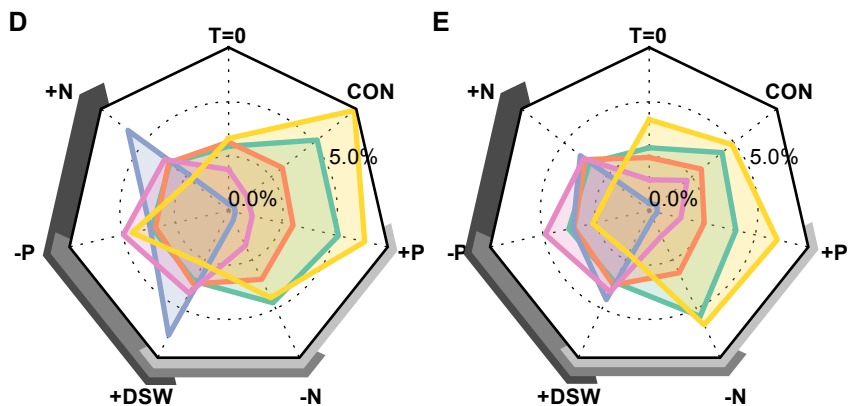 D
T=0
+N
CON
5.0%
0.0%
-P
+P
+DSW
-N
E
T=0
+N
CON
5.0%
0.0%
-P
+P
+DSW
-N